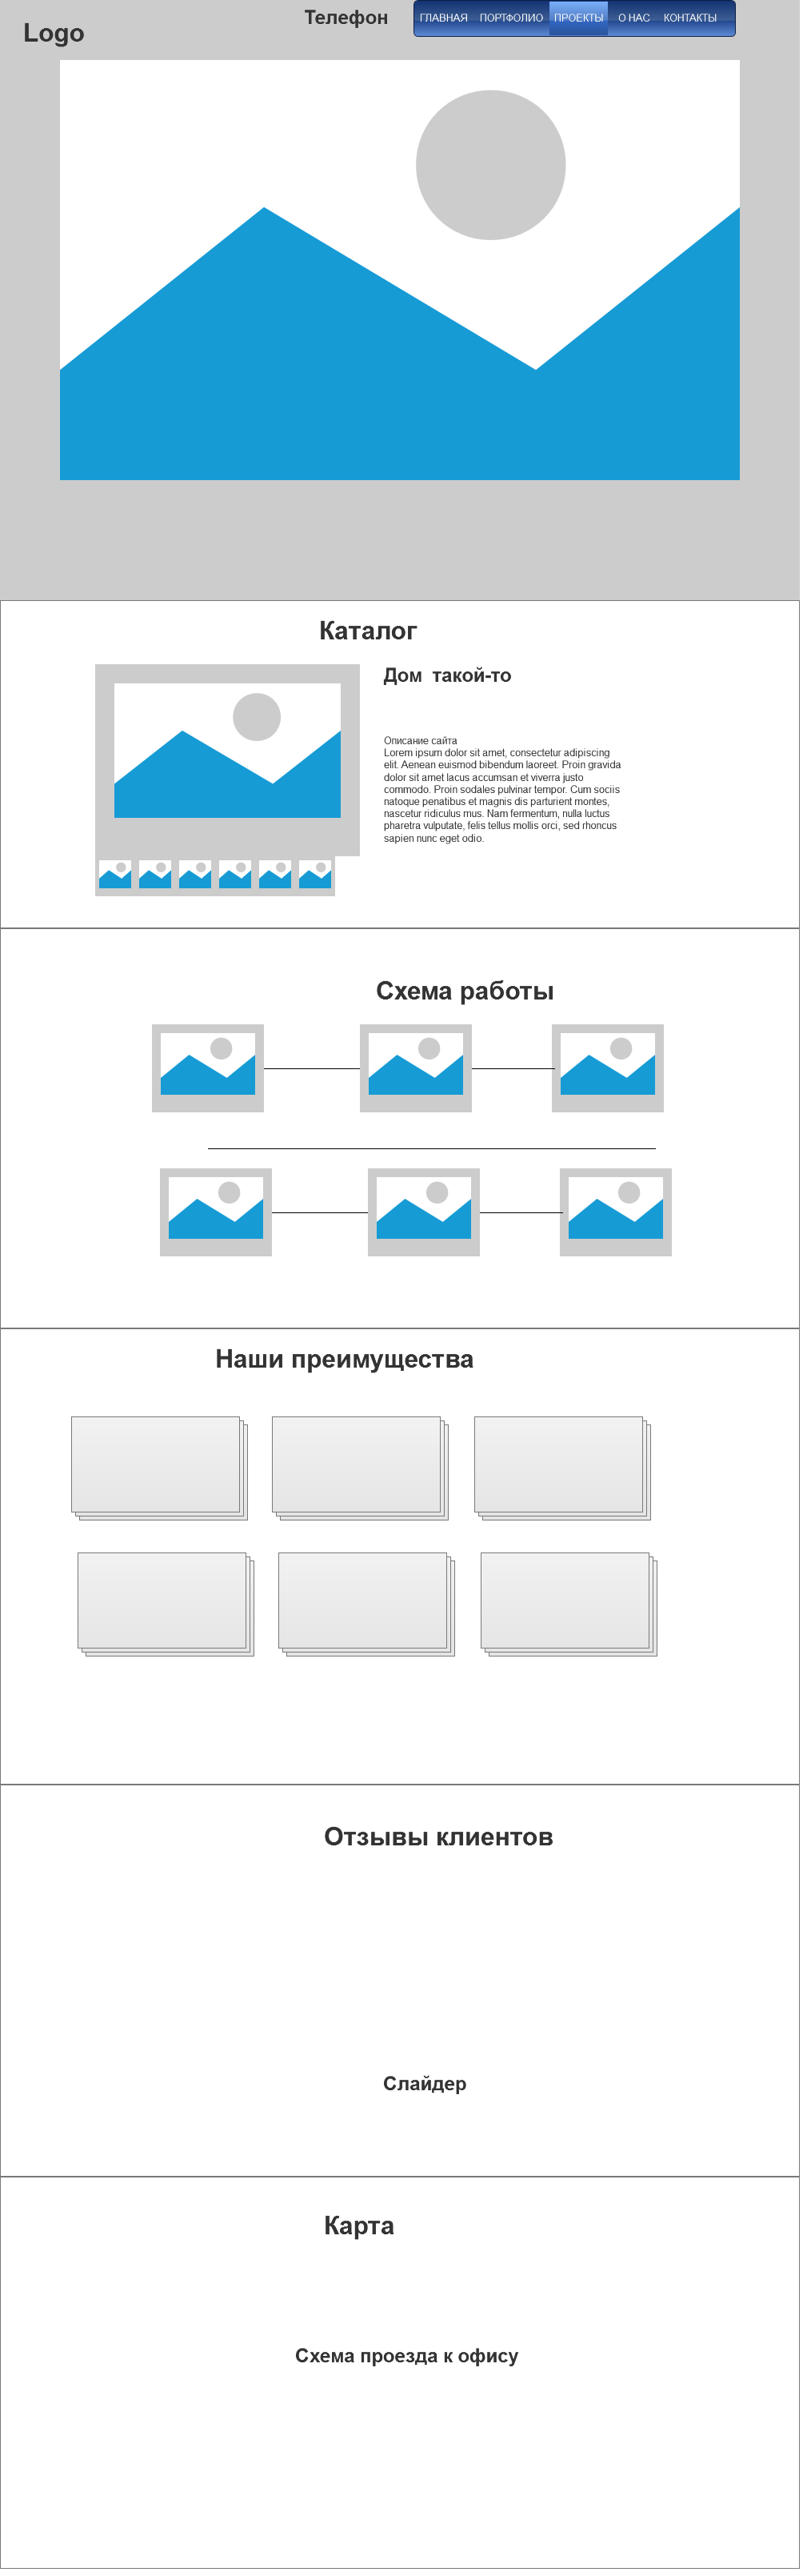 Logo
Телефон
ГЛАВНАЯ ПОРТФОЛИО ПРОЕКТЫ О НАС КОНТАКТЫ
Каталог
Дом такой-то
Описание сайта
Lorem ipsum dolor sit amet, consectetur adipiscing
elit. Aenean euismod bibendum laoreet. Proin gravida
dolor sit amet lacus accumsan et viverra justo
commodo. Proin sodales pulvinar tempor. Cum sociis
natoque penatibus et magnis dis parturient montes,
nascetur ridiculus mus. Nam fermentum, nulla luctus
pharetra vulputate, felis tellus mollis orci, sed rhoncus
sapien nunc eget odio.
Схема работы
Наши преимущества
Отзывы клиентов
Слайдер
Карта
Схема проезда к офису